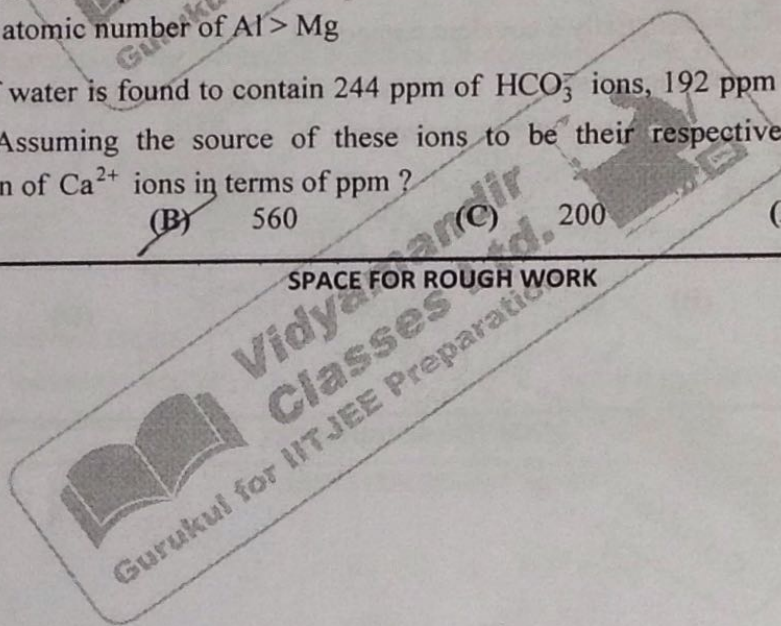 atomic number of Al > Mg
water is found to contain 244 ppm of HCO₃⁻ ions, 192 ppm
Assuming the source of these ions to be their respective
n of Ca²⁺ ions in terms of ppm ?
(B) 560 (C) 200 (
SPACE FOR ROUGH WORK
Vidyamandir
Classes Ltd.
Gurukul for IITJEE Preparation